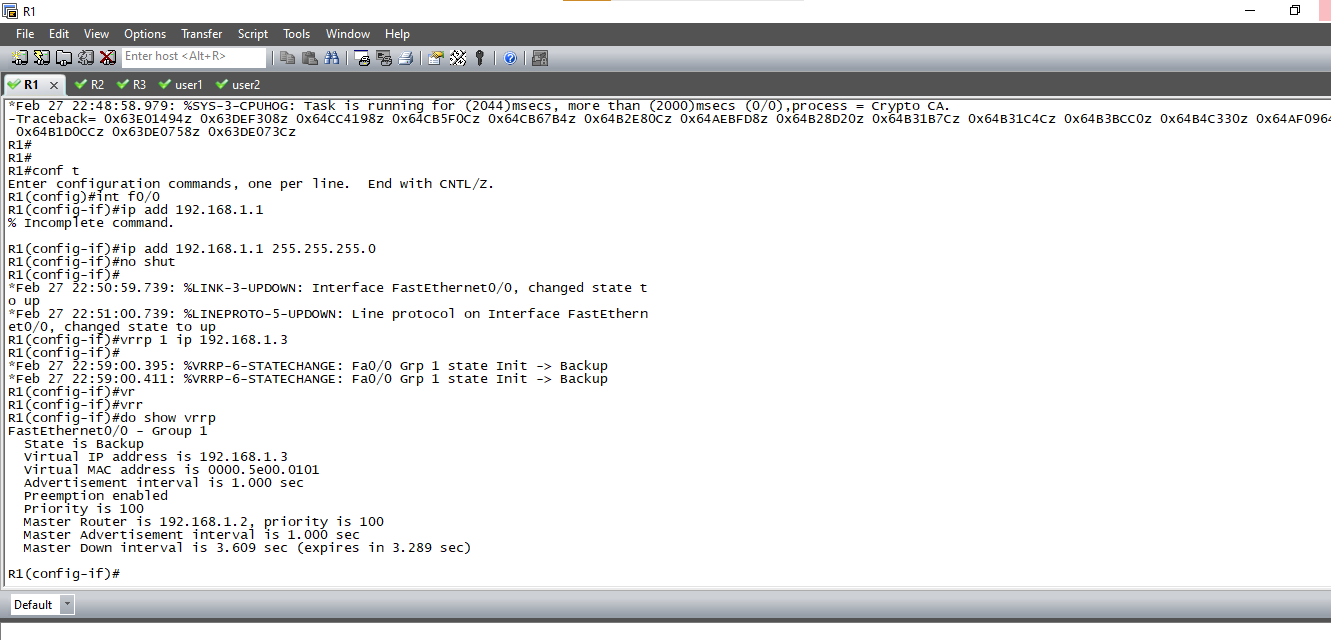 R1
File Edit View Options Transfer Script Tools Window Help
Enter host <Alt+R>
R1 R2 R3 user1 user2
*Feb 27 22:48:58.979: %SYS-3-CPUHOG: Task is running for (2044)msecs, more than (2000)msecs (0/0),process = Crypto CA.
-Traceback= 0x63E01494z 0x63DEF308z 0x64CC4198z 0x64CB5F0Cz 0x64CB67B4z 0x64B2E80Cz 0x64AEBFD8z 0x64B28D20z 0x64B31B7Cz 0x64B31C4Cz 0x64B3BCC0z 0x64B4C330z 0x64AF0964
0x64B1D0CCz 0x63DE0758z 0x63DE073Cz
R1#
R1#
R1#conf t
Enter configuration commands, one per line.  End with CNTL/Z.
R1(config)#int f0/0
R1(config-if)#ip add 192.168.1.1
% Incomplete command.
R1(config-if)#ip add 192.168.1.1 255.255.255.0
R1(config-if)#no shut
R1(config-if)#
*Feb 27 22:50:59.739: %LINK-3-UPDOWN: Interface FastEthernet0/0, changed state t
o up
*Feb 27 22:51:00.739: %LINEPROTO-5-UPDOWN: Line protocol on Interface FastEthern
et0/0, changed state to up
R1(config-if)#vrrp 1 ip 192.168.1.3
R1(config-if)#
*Feb 27 22:59:00.395: %VRRP-6-STATECHANGE: Fa0/0 Grp 1 state Init -> Backup
*Feb 27 22:59:00.411: %VRRP-6-STATECHANGE: Fa0/0 Grp 1 state Init -> Backup
R1(config-if)#vr
R1(config-if)#vrr
R1(config-if)#do show vrrp
FastEthernet0/0 - Group 1
State is Backup
Virtual IP address is 192.168.1.3
Virtual MAC address is 0000.5e00.0101
Advertisement interval is 1.000 sec
Preemption enabled
Priority is 100
Master Router is 192.168.1.2, priority is 100
Master Advertisement interval is 1.000 sec
Master Down interval is 3.609 sec (expires in 3.289 sec)
R1(config-if)#
Default